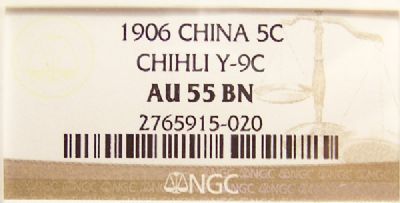 1906 CHINA 5C
CHIHLI Y-9C
AU 55 BN
2765915-020
NGC